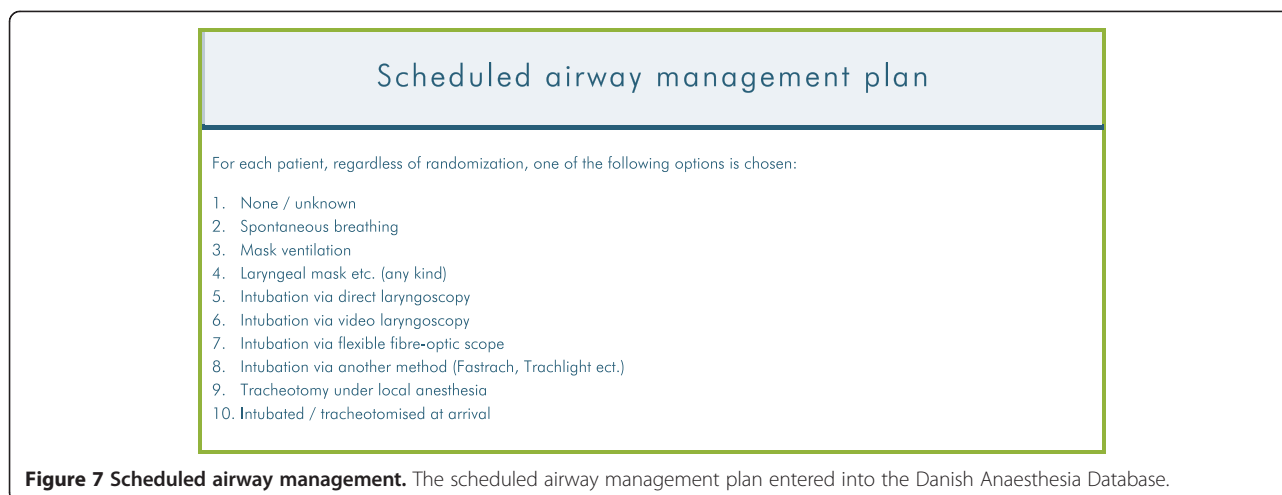 Scheduled airway management plan
For each patient, regardless of randomization, one of the following options is chosen:
1. None / unknown
2. Spontaneous breathing
3. Mask ventilation
4. Laryngeal mask etc. (any kind)
5. Intubation via direct laryngoscopy
6. Intubation via video laryngoscopy
7. Intubation via flexible fibre-optic scope
8. Intubation via another method (Fastrach, Trachlight ect.)
9. Tracheotomy under local anesthesia
10. Intubated / tracheotomised at arrival
Figure 7 Scheduled airway management. The scheduled airway management plan entered into the Danish Anaesthesia Database.